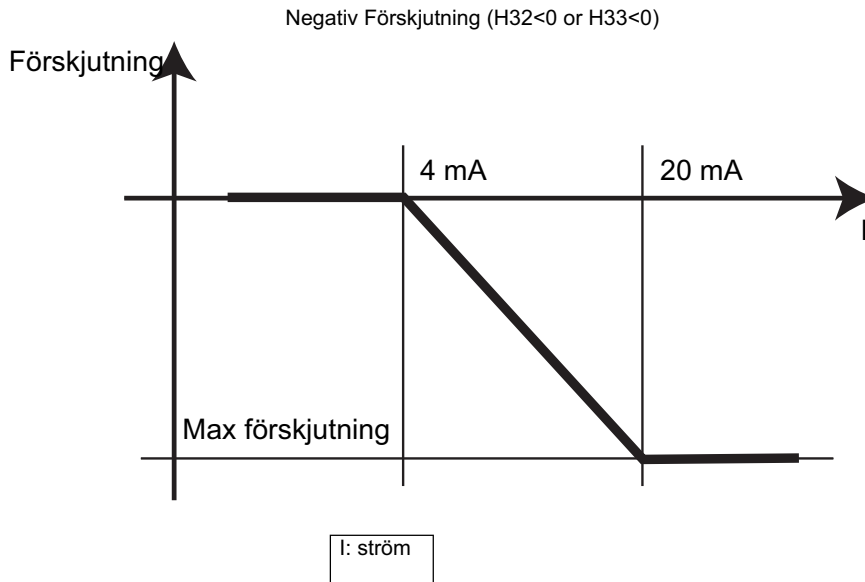 Negativ Förskjutning (H32<0 or H33<0)
Förskjutning
4 mA
20 mA
I
Max förskjutning
I: ström